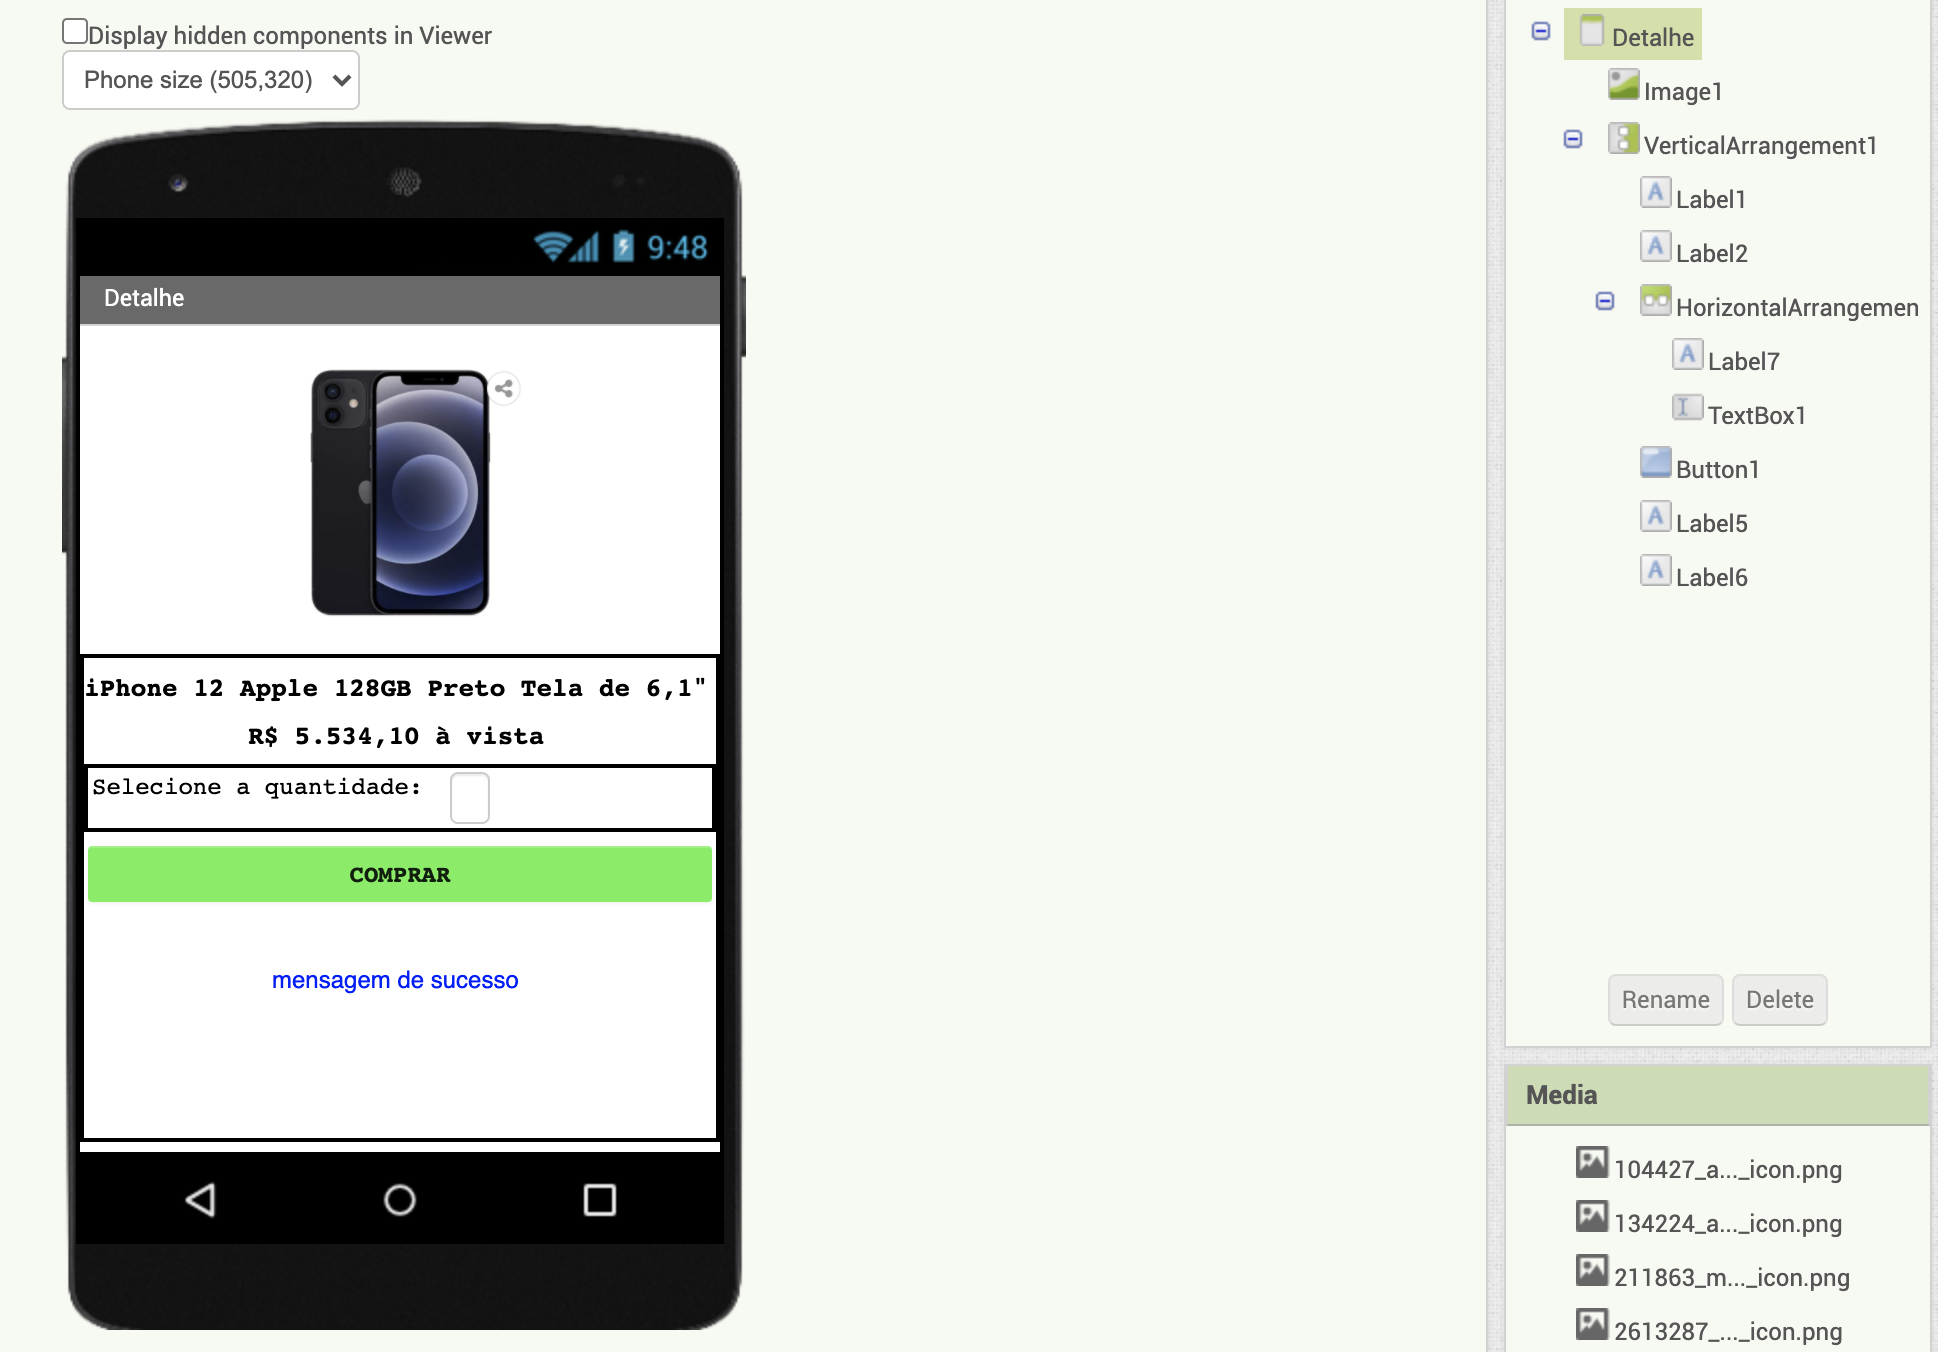 Display hidden components in Viewer
Phone size (505,320)
9:48
Detalhe
iPhone 12 Apple 128GB Preto Tela de 6,1"
R$ 5.534,10 à vista
Selecione a quantidade:
COMPRAR
mensagem de sucesso
Detalhe
Image1
VerticalArrangement1
Label1
Label2
HorizontalArrangemen
Label7
TextBox1
Button1
Label5
Label6
Rename Delete
Media
104427_a..._icon.png
134224_a..._icon.png
211863_m..._icon.png
2613287_..._icon.png